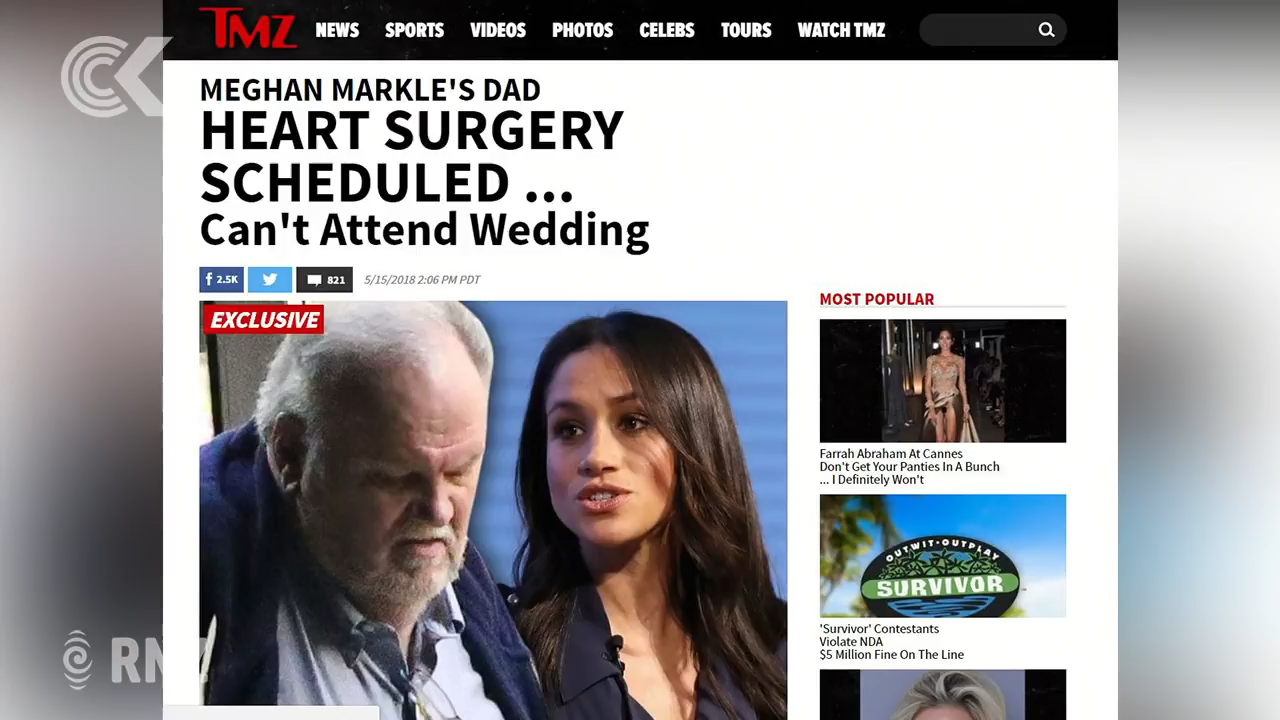 TMZ
NEWS SPORTS VIDEOS PHOTOS CELEBS TOURS WATCH TMZ
MEGHAN MARKLE'S DAD
HEART SURGERY
SCHEDULED ...
Can't Attend Wedding
2.5K 821 5/15/2018 2:06 PM PDT
EXCLUSIVE
MOST POPULAR
Farrah Abraham At Cannes
Don't Get Your Panties In A Bunch
... I Definitely Won't
OUTWIT·OUTPLAY
SURVIVOR
'Survivor' Contestants
Violate NDA
$5 Million Fine On The Line